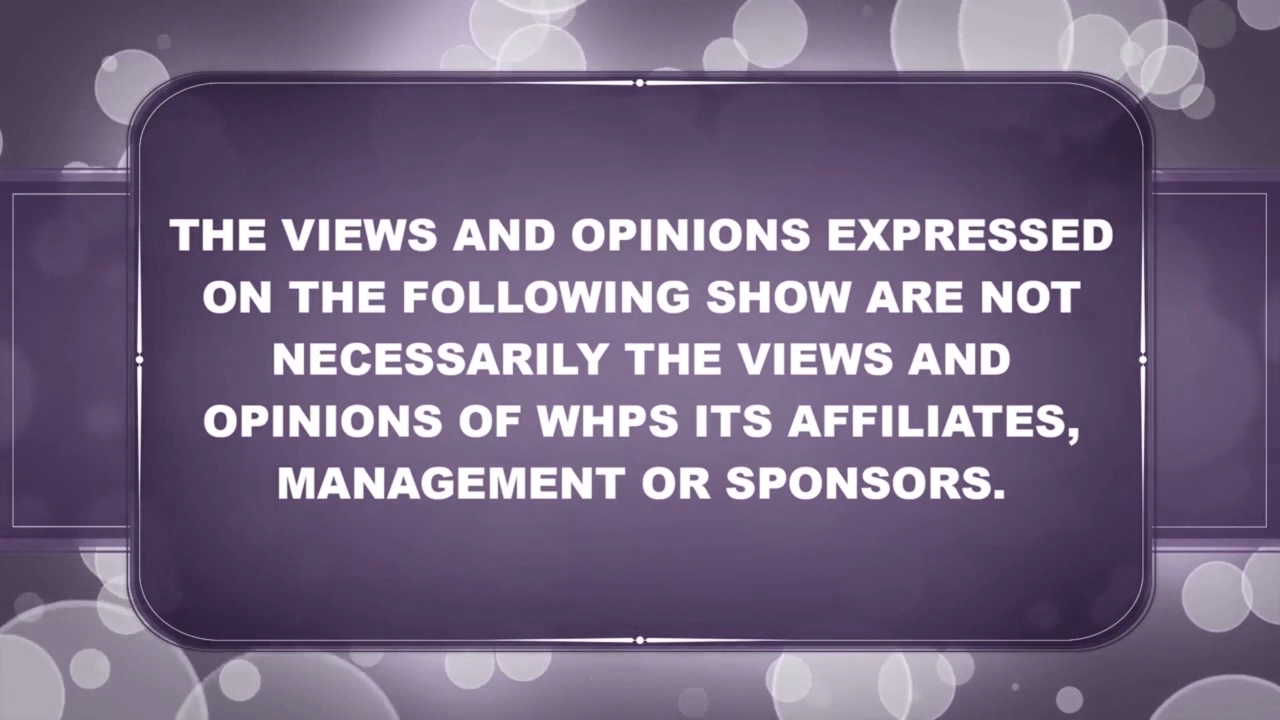 THE VIEWS AND OPINIONS EXPRESSED
ON THE FOLLOWING SHOW ARE NOT
NECESSARILY THE VIEWS AND
OPINIONS OF WHPS ITS AFFILIATES,
MANAGEMENT OR SPONSORS.